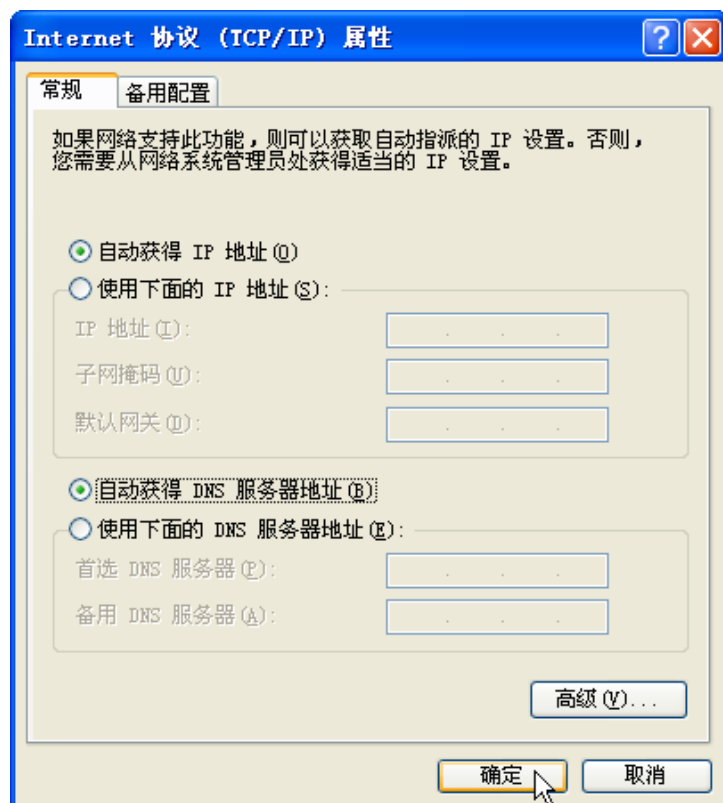 Internet 协议 (TCP/IP) 属性
常规
备用配置
如果网络支持此功能，则可以获取自动指派的 IP 设置。否则，
您需要从网络系统管理员处获得适当的 IP 设置。
自动获得 IP 地址(O)
使用下面的 IP 地址(S):
IP 地址(I):
子网掩码(U):
默认网关(D):
自动获得 DNS 服务器地址(B)
使用下面的 DNS 服务器地址(E):
首选 DNS 服务器(P):
备用 DNS 服务器(A):
高级(V)...
确定
取消